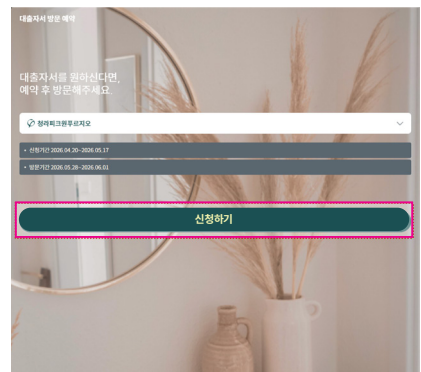 대출자서 방문 예약
대출자서를 원하신다면,
예약 후 방문해주세요.
청라피크원푸르지오
• 신청기간 2026.04.20~2026.05.17
• 방문기간 2026.05.28~2026.06.01
신청하기